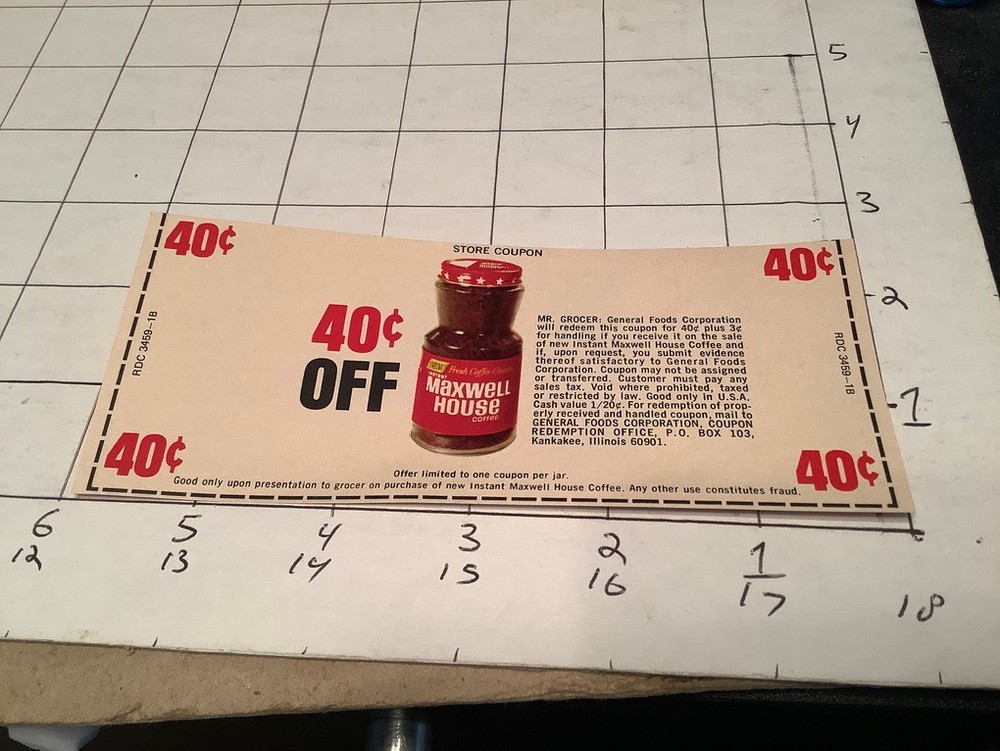 5
4
3
2
1
40¢
STORE COUPON
40¢
RDC 3459-1B
40¢
OFF
NEW Fresh Coffee
INSTANT
Maxwell
HOUSE
COFFEE
MR. GROCER: General Foods Corporation
will redeem this coupon for 40¢ plus 3¢
for handling if you receive it on the sale
of new Instant Maxwell House Coffee and
if, upon request, you submit evidence
thereof satisfactory to General Foods
Corporation. Coupon may not be assigned
or transferred. Customer must pay any
sales tax. Void where prohibited, taxed
or restricted by law. Good only in U.S.A.
Cash value 1/20¢. For redemption of prop-
erly received and handled coupon, mail to
GENERAL FOODS CORPORATION, COUPON
REDEMPTION OFFICE, P.O. BOX 103,
Kankakee, Illinois 60901.
RDC 3459-1B
40¢
40¢
Offer limited to one coupon per jar.
Good only upon presentation to grocer on purchase of new Instant Maxwell House Coffee. Any other use constitutes fraud.
6 5 4 3 2 1
12 13 14 15 16 17 18